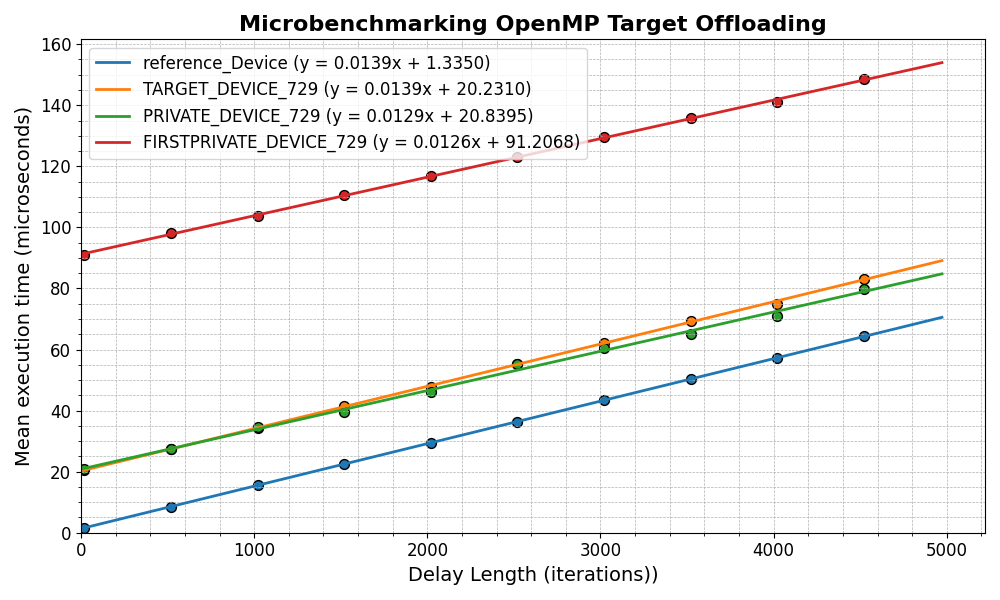 Microbenchmarking OpenMP Target Offloading
Mean execution time (microseconds)
160
140
120
100
80
60
40
20
0
reference_Device (y = 0.0139x + 1.3350)
TARGET_DEVICE_729 (y = 0.0139x + 20.2310)
PRIVATE_DEVICE_729 (y = 0.0129x + 20.8395)
FIRSTPRIVATE_DEVICE_729 (y = 0.0126x + 91.2068)
0 1000 2000 3000 4000 5000
Delay Length (iterations))